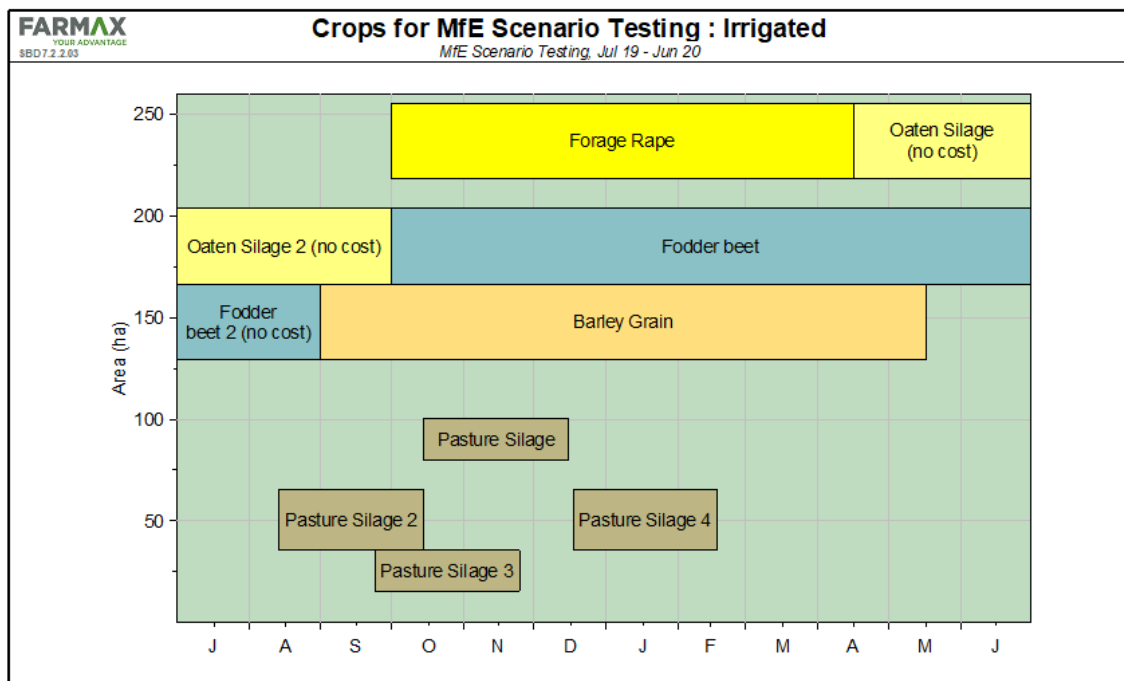 FARMAX
YOUR ADVANTAGE
SBD7.2.2.03
Crops for MfE Scenario Testing : Irrigated
MfE Scenario Testing, Jul 19 - Jun 20
250
Forage Rape
Oaten Silage
(no cost)
200
Oaten Silage 2 (no cost)
Fodder beet
150
Fodder
beet 2 (no cost)
Barley Grain
Area (ha)
100
Pasture Silage
50
Pasture Silage 2
Pasture Silage 4
Pasture Silage 3
J A S O N D J F M A M J